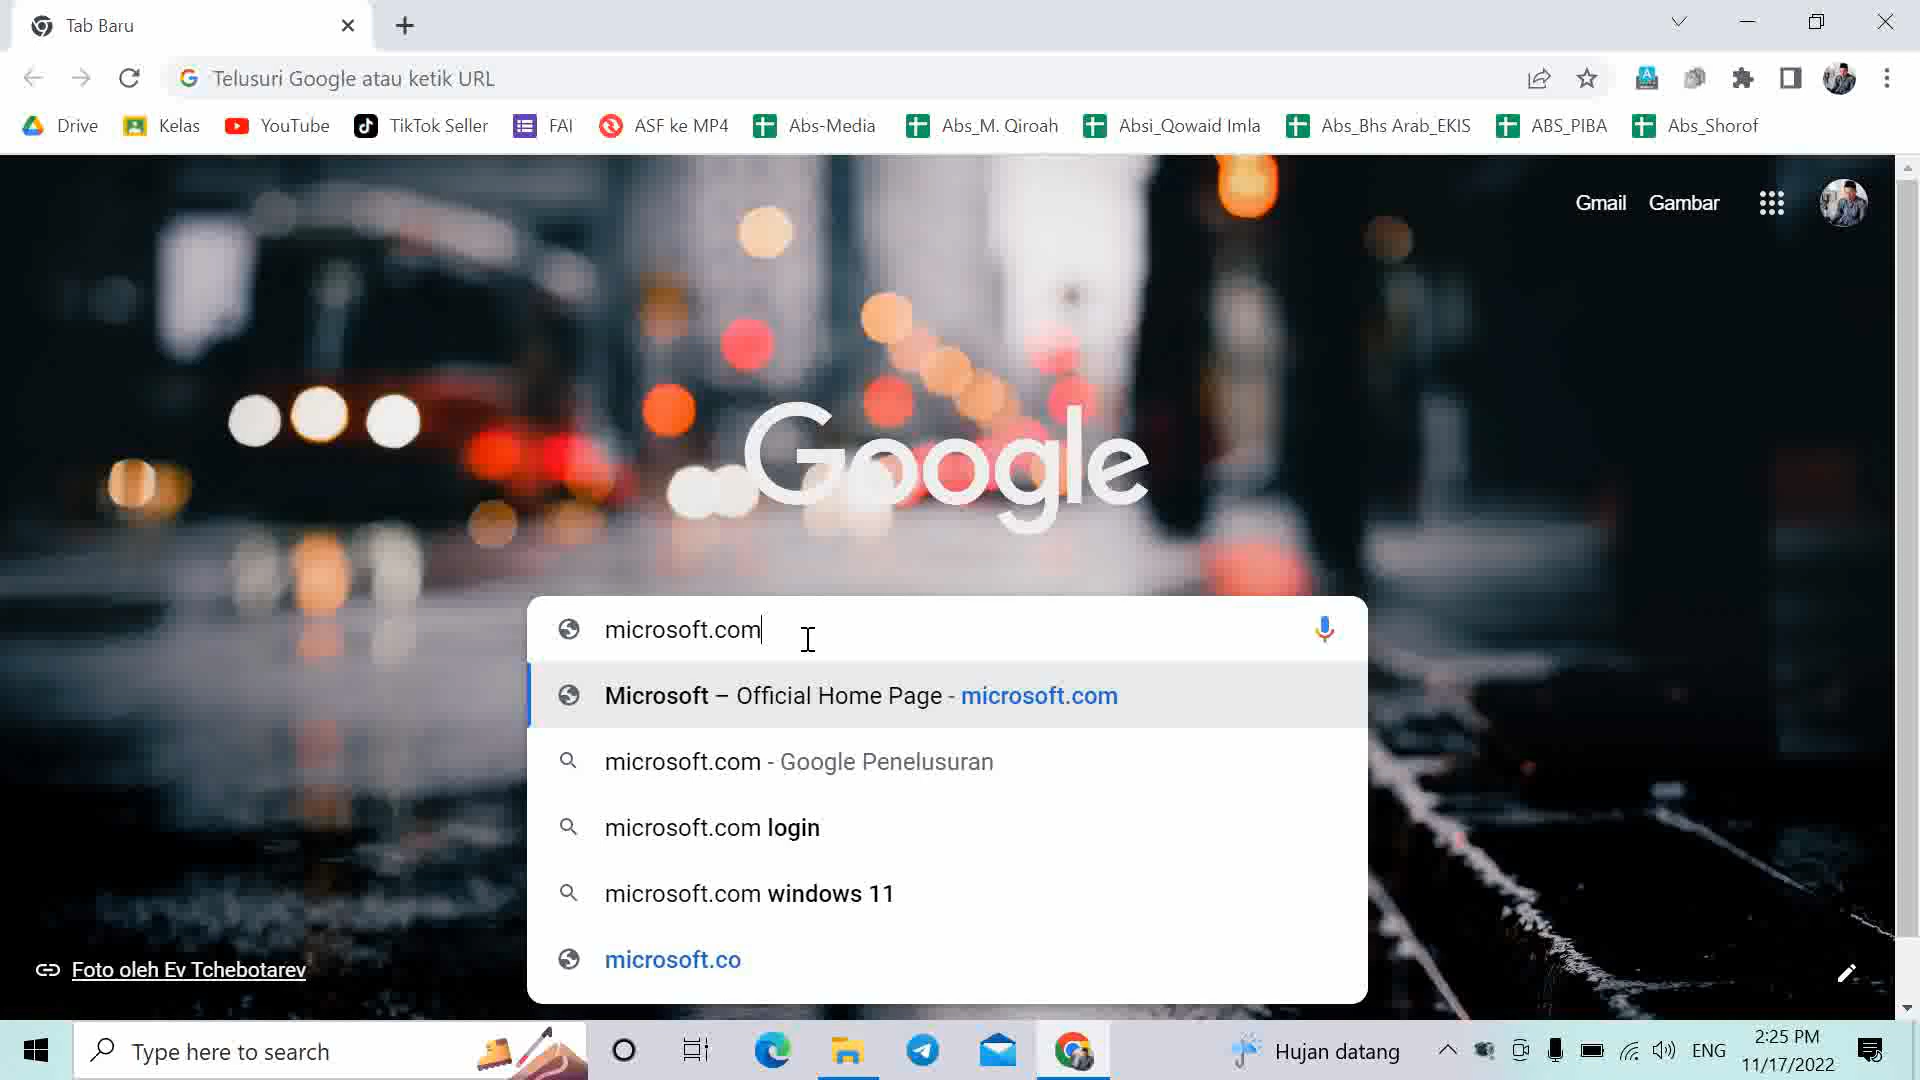 Tab Baru
Telusuri Google atau ketik URL
Drive Kelas YouTube TikTok Seller FAI ASF ke MP4 Abs-Media Abs_M. Qiroah Absi_Qowaid Imla Abs_Bhs Arab_EKIS ABS_PIBA Abs_Shorof
Gmail Gambar
Google
microsoft.com
Microsoft – Official Home Page - microsoft.com
microsoft.com - Google Penelusuran
microsoft.com login
microsoft.com windows 11
microsoft.co
Foto oleh Ev Tchebotarev
Type here to search
Hujan datang
ENG
2:25 PM
11/17/2022